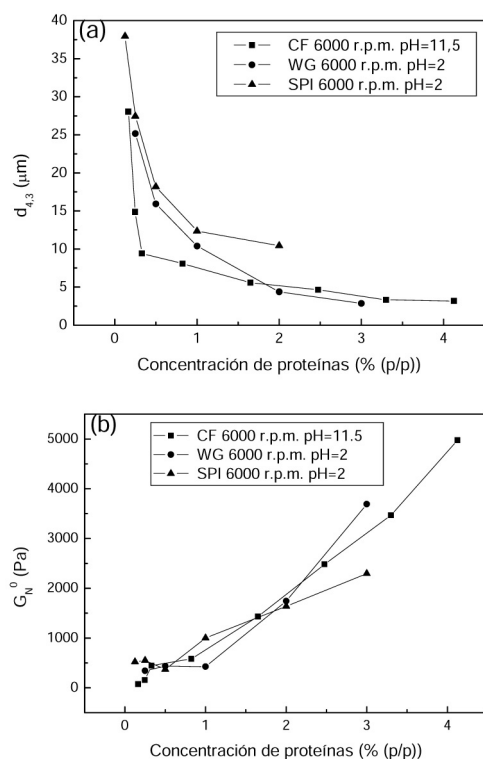 (a)
CF 6000 r.p.m. pH=11,5
WG 6000 r.p.m. pH=2
SPI 6000 r.p.m. pH=2
40
35
30
25
20
15
10
5
0
d4,3 (μm)
0 1 2 3 4
Concentración de proteínas (% (p/p))
(b)
CF 6000 r.p.m. pH=11.5
WG 6000 r.p.m. pH=2
SPI 6000 r.p.m. pH=2
5000
4000
3000
2000
1000
0
GN0 (Pa)
0 1 2 3 4
Concentración de proteínas (% (p/p))